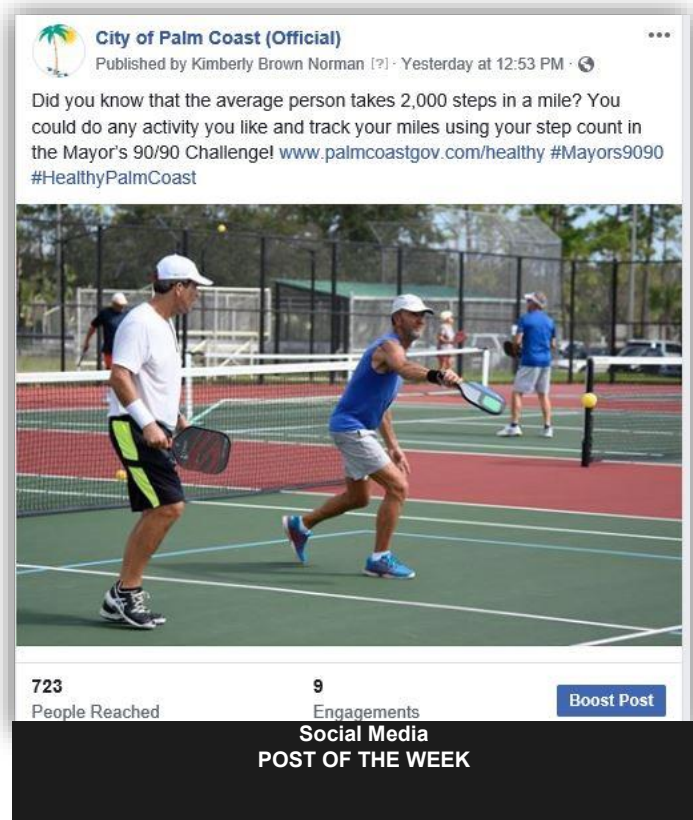 City of Palm Coast (Official)
Published by Kimberly Brown Norman [?] · Yesterday at 12:53 PM ·
Did you know that the average person takes 2,000 steps in a mile? You
could do any activity you like and track your miles using your step count in
the Mayor's 90/90 Challenge! www.palmcoastgov.com/healthy #Mayors9090
#HealthyPalmCoast
723
People Reached
9
Engagements
Boost Post
Social Media
POST OF THE WEEK